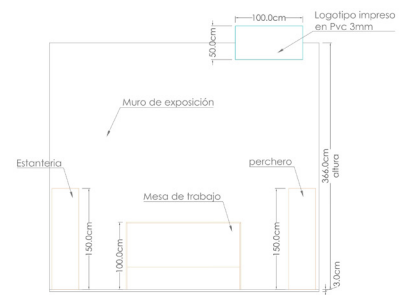 Logotipo impreso
en Pvc 3mm
100.0cm
50.0cm
Muro de exposición
Estanteria
perchero
Mesa de trabajo
150.0cm
100.0cm
150.0cm
366.0cm
altura
3.0cm